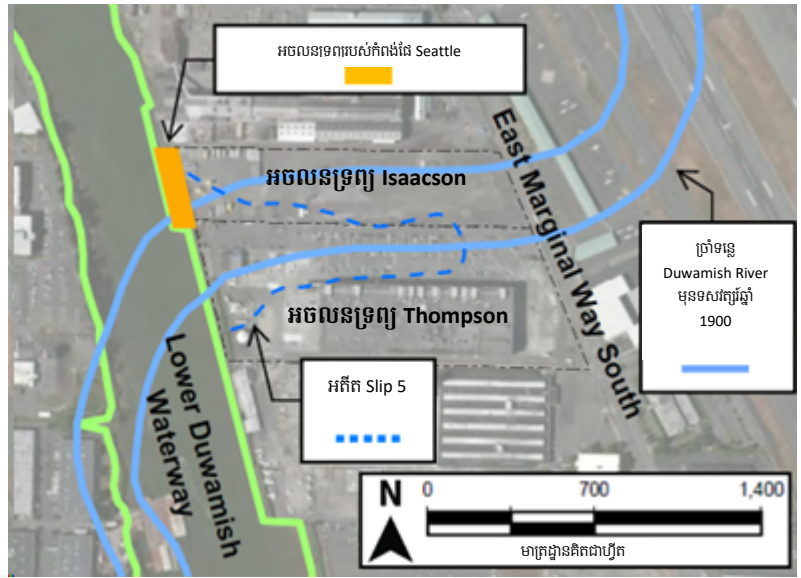 អចលនទ្រព្យរបស់កំពង់ផែ Seattle
អចលនទ្រព្យ Isaacson
East Marginal Way South
ច្រាំទន្លេ
Duwamish River
មុនទសវត្សរ៍ឆ្នាំ
1900
អចលនទ្រព្យ Thompson
Lower Duwamish
Waterway
អតីត Slip 5
N
0 700 1,400
មាត្រដ្ឋានគិតជាហ្វីត